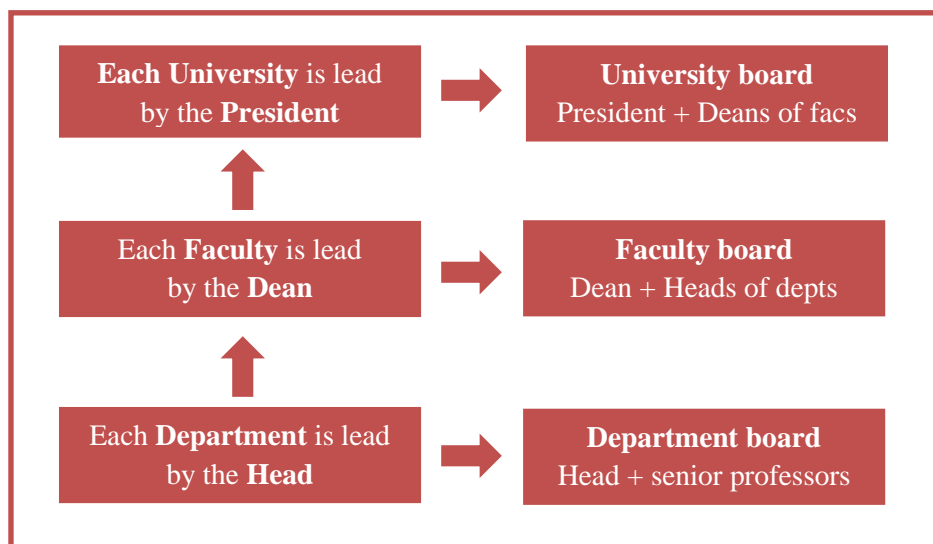 Each University is lead
by the President
University board
President + Deans of facs
Each Faculty is lead
by the Dean
Faculty board
Dean + Heads of depts
Each Department is lead
by the Head
Department board
Head + senior professors